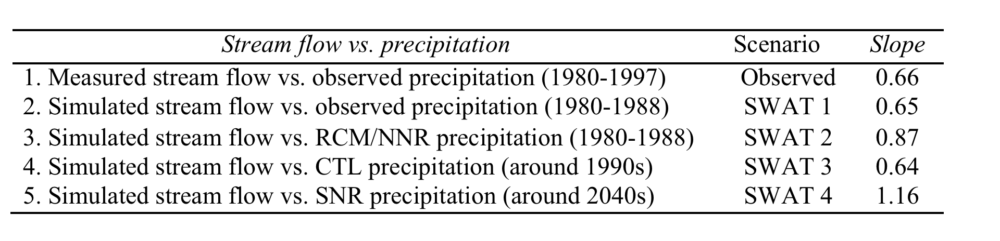 Stream flow vs. precipitation Scenario Slope
1. Measured stream flow vs. observed precipitation (1980-1997) Observed 0.66
2. Simulated stream flow vs. observed precipitation (1980-1988) SWAT 1 0.65
3. Simulated stream flow vs. RCM/NNR precipitation (1980-1988) SWAT 2 0.87
4. Simulated stream flow vs. CTL precipitation (around 1990s) SWAT 3 0.64
5. Simulated stream flow vs. SNR precipitation (around 2040s) SWAT 4 1.16